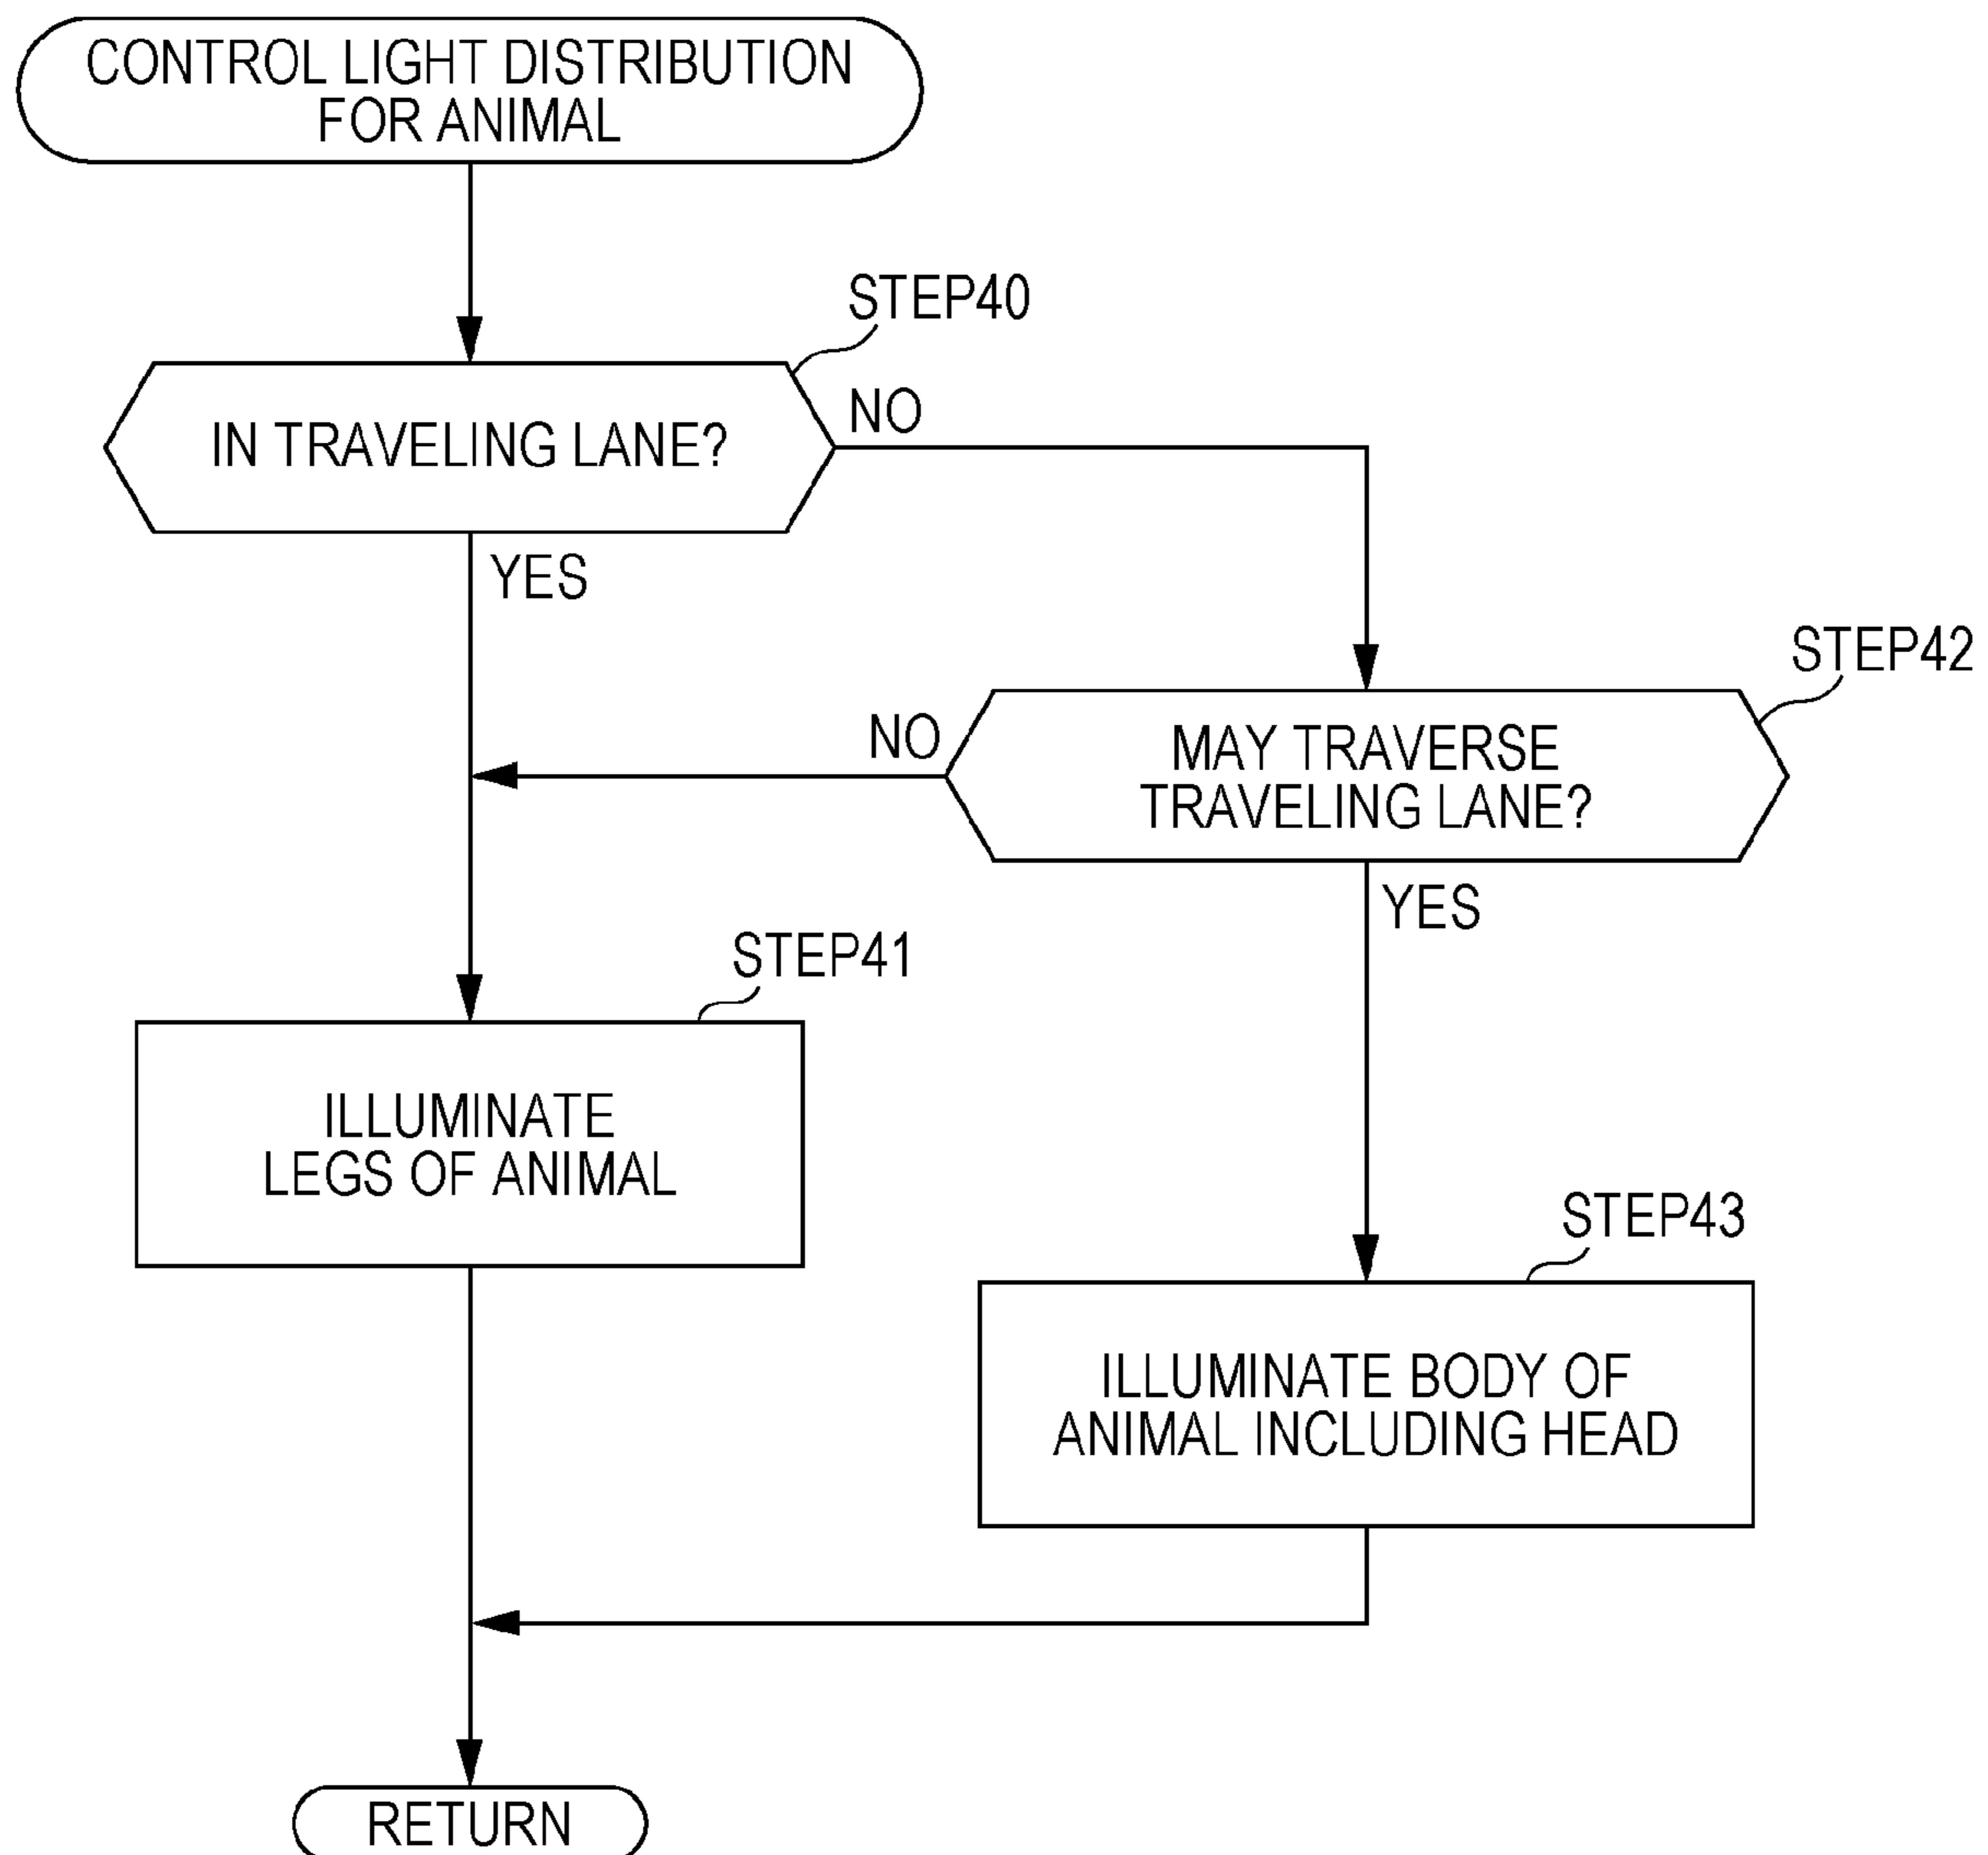 CONTROL LIGHT DISTRIBUTION
FOR ANIMAL
STEP40
IN TRAVELING LANE?
NO
YES
STEP42
MAY TRAVERSE
TRAVELING LANE?
NO
YES
STEP41
ILLUMINATE
LEGS OF ANIMAL
STEP43
ILLUMINATE BODY OF
ANIMAL INCLUDING HEAD
RETURN